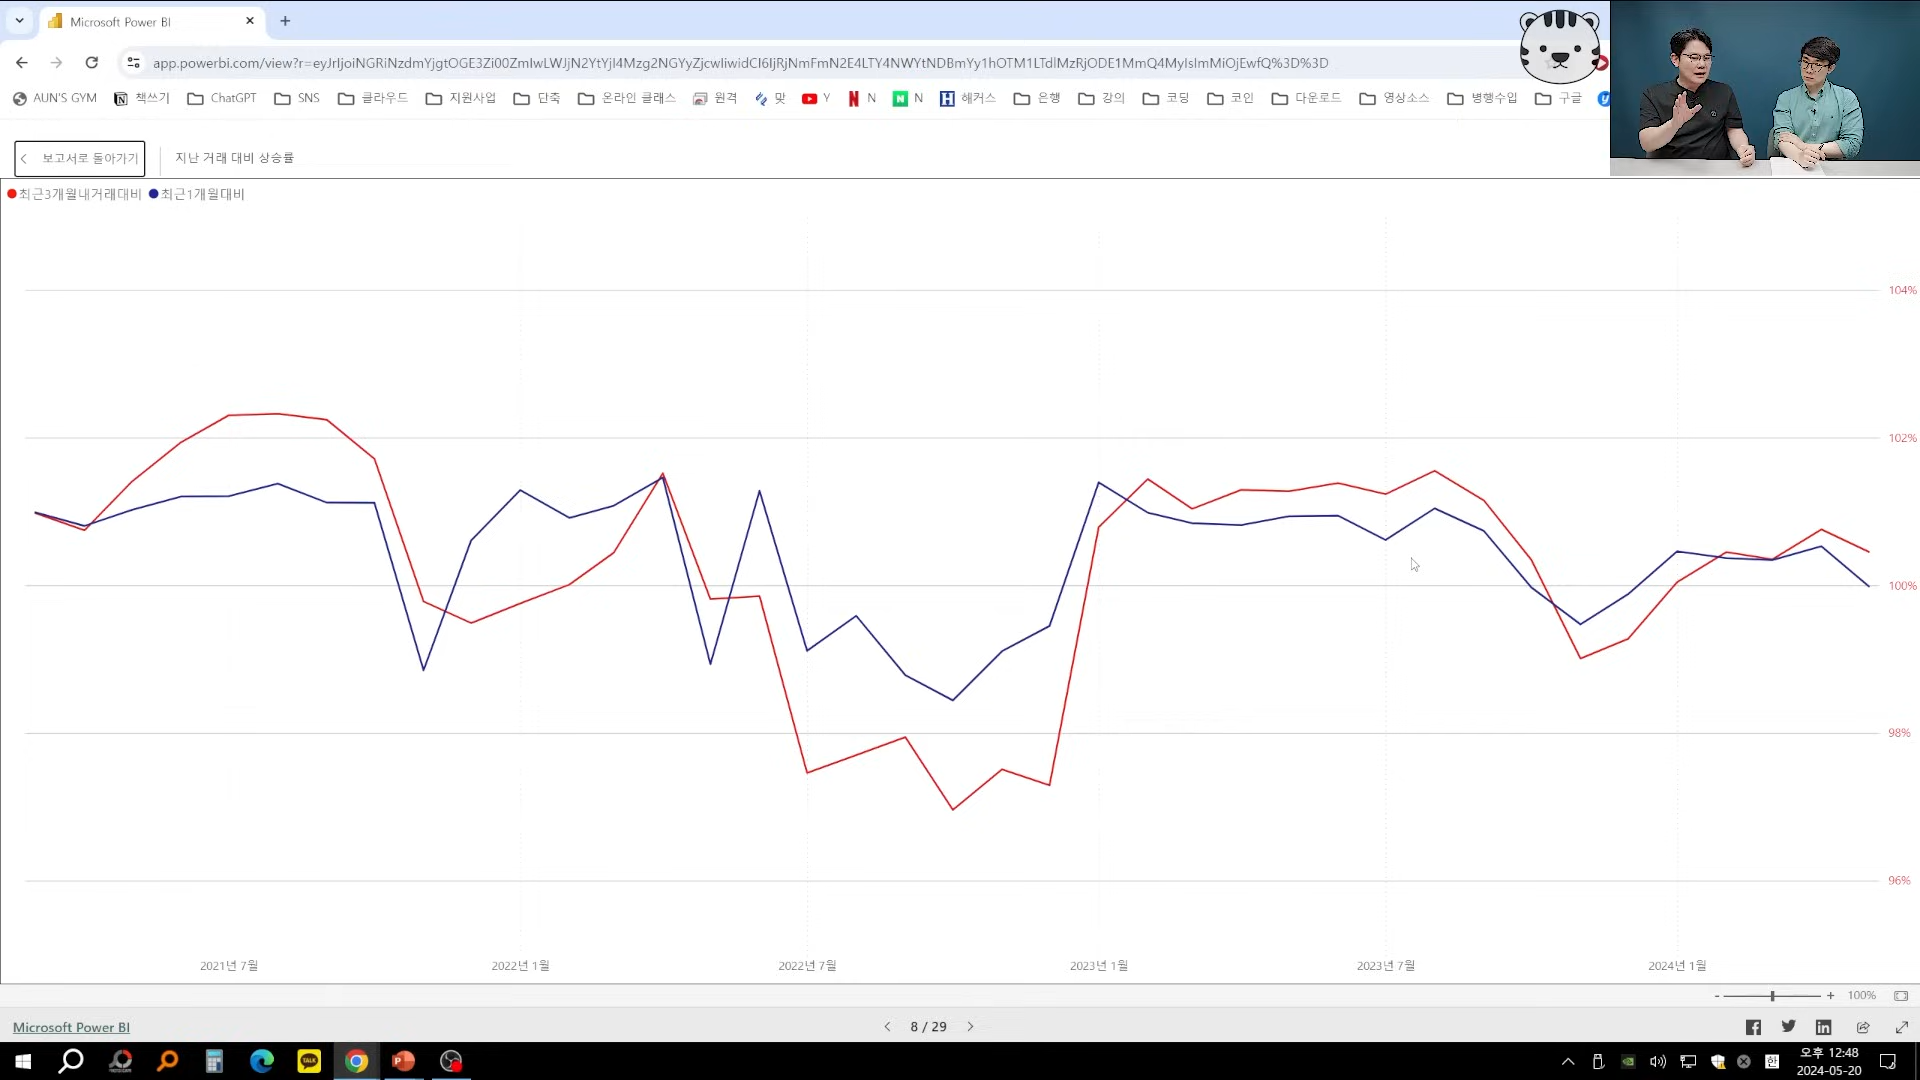 Microsoft Power BI
app.powerbi.com/view?r=eyJrIjoiNGRiNzdmYjgtOGE3Zi00ZmIwLWJjN2YtYjI4Mzg2NGYyZjcwIiwidCI6IjRjNmFmN2E4LTY4NWYtNDBmYy1hOTM1LTdlMzRjODE1MmQ4MyIsImMiOjEwfQ%3D%3D
AUN'S GYM 책쓰기 ChatGPT SNS 클라우드 지원사업 단축 온라인 클래스 원격 맞 Y N N 해커스 은행 강의 코딩 코인 다운로드 영상소스 병행수입 구글
보고서로 돌아가기 지난 거래 대비 상승률
최근3개월내거래대비 최근1개월대비
104%
102%
100%
98%
96%
2021년 7월 2022년 1월 2022년 7월 2023년 1월 2023년 7월 2024년 1월
- + 100%
Microsoft Power BI 8 / 29
오후 12:48
2024-05-20